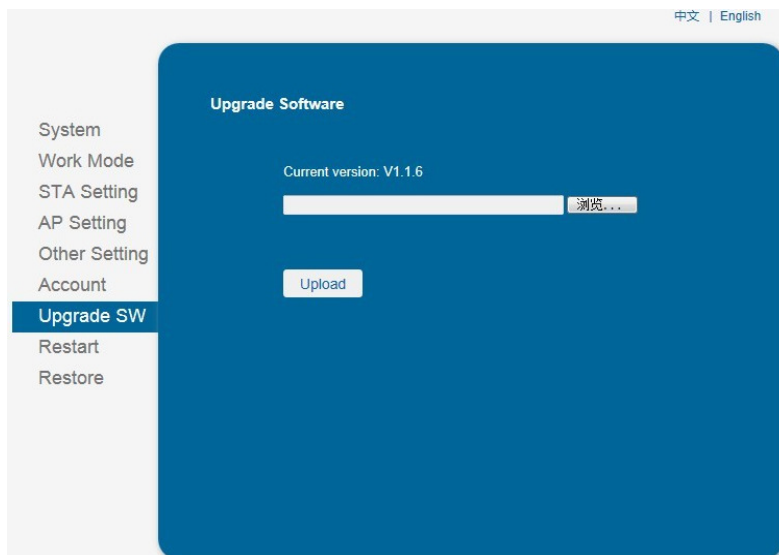 中文 | English
Upgrade Software
System
Work Mode
STA Setting
AP Setting
Other Setting
Account
Upgrade SW
Restart
Restore
Current version: V1.1.6
浏览...
Upload